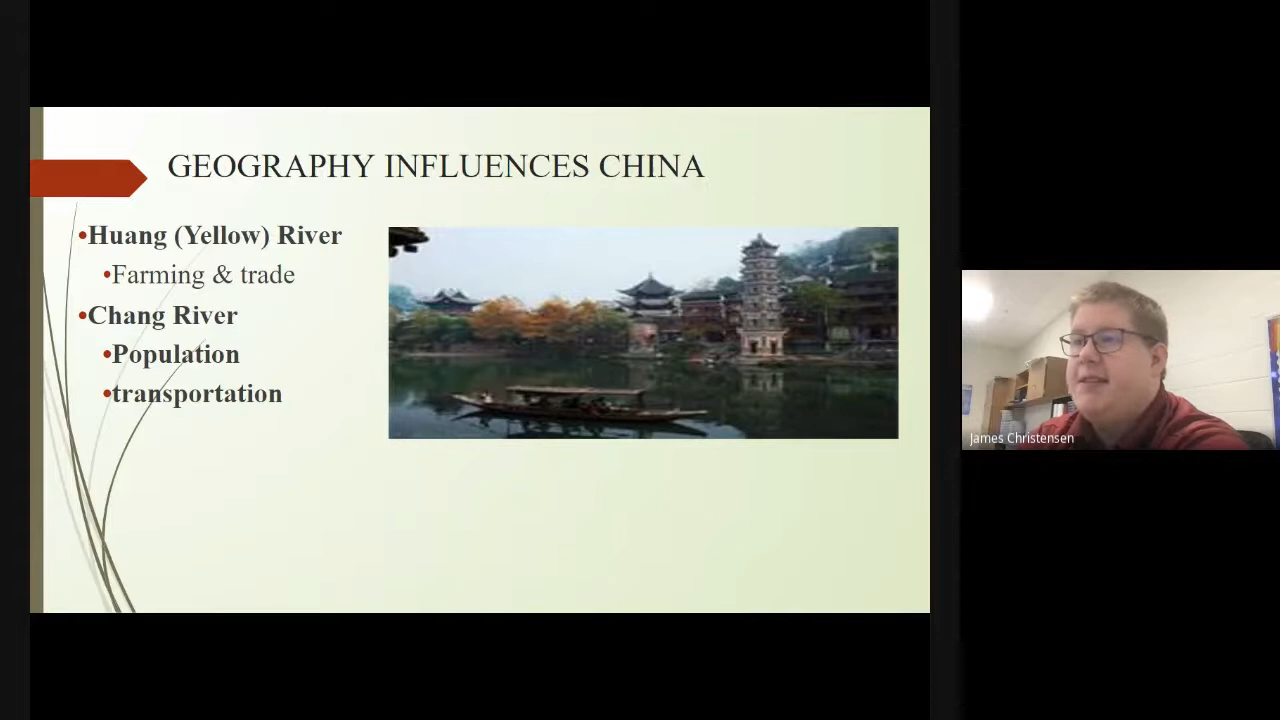 GEOGRAPHY INFLUENCES CHINA
•Huang (Yellow) River
•Farming & trade
•Chang River
•Population
•transportation
James Christensen